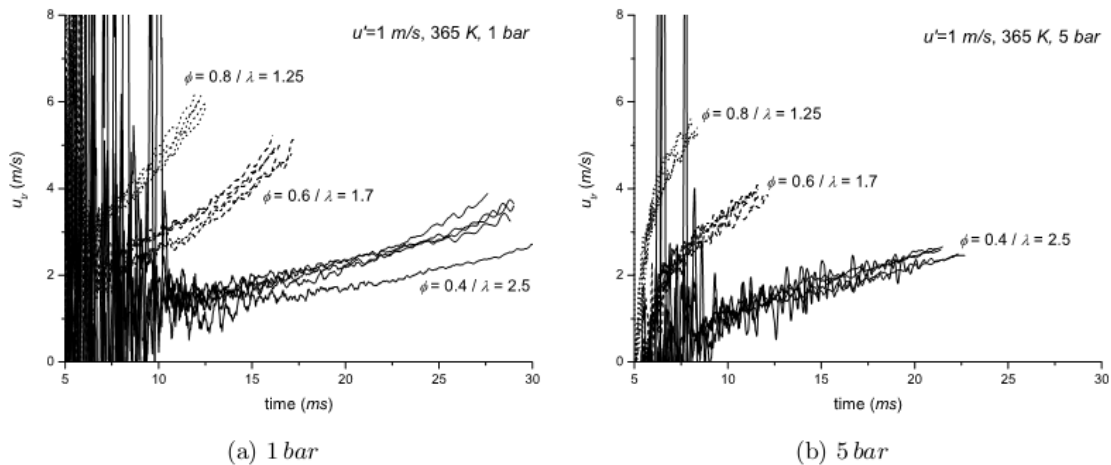 8
6
4
2
0
u_tr (m/s)
u'=1 m/s, 365 K, 1 bar
ϕ = 0.8 / λ = 1.25
ϕ = 0.6 / λ = 1.7
ϕ = 0.4 / λ = 2.5
5 10 15 20 25 30
time (ms)
(a) 1 bar
8
6
4
2
0
u_tr (m/s)
u'=1 m/s, 365 K, 5 bar
ϕ = 0.8 / λ = 1.25
ϕ = 0.6 / λ = 1.7
ϕ = 0.4 / λ = 2.5
5 10 15 20 25 30
time (ms)
(b) 5 bar